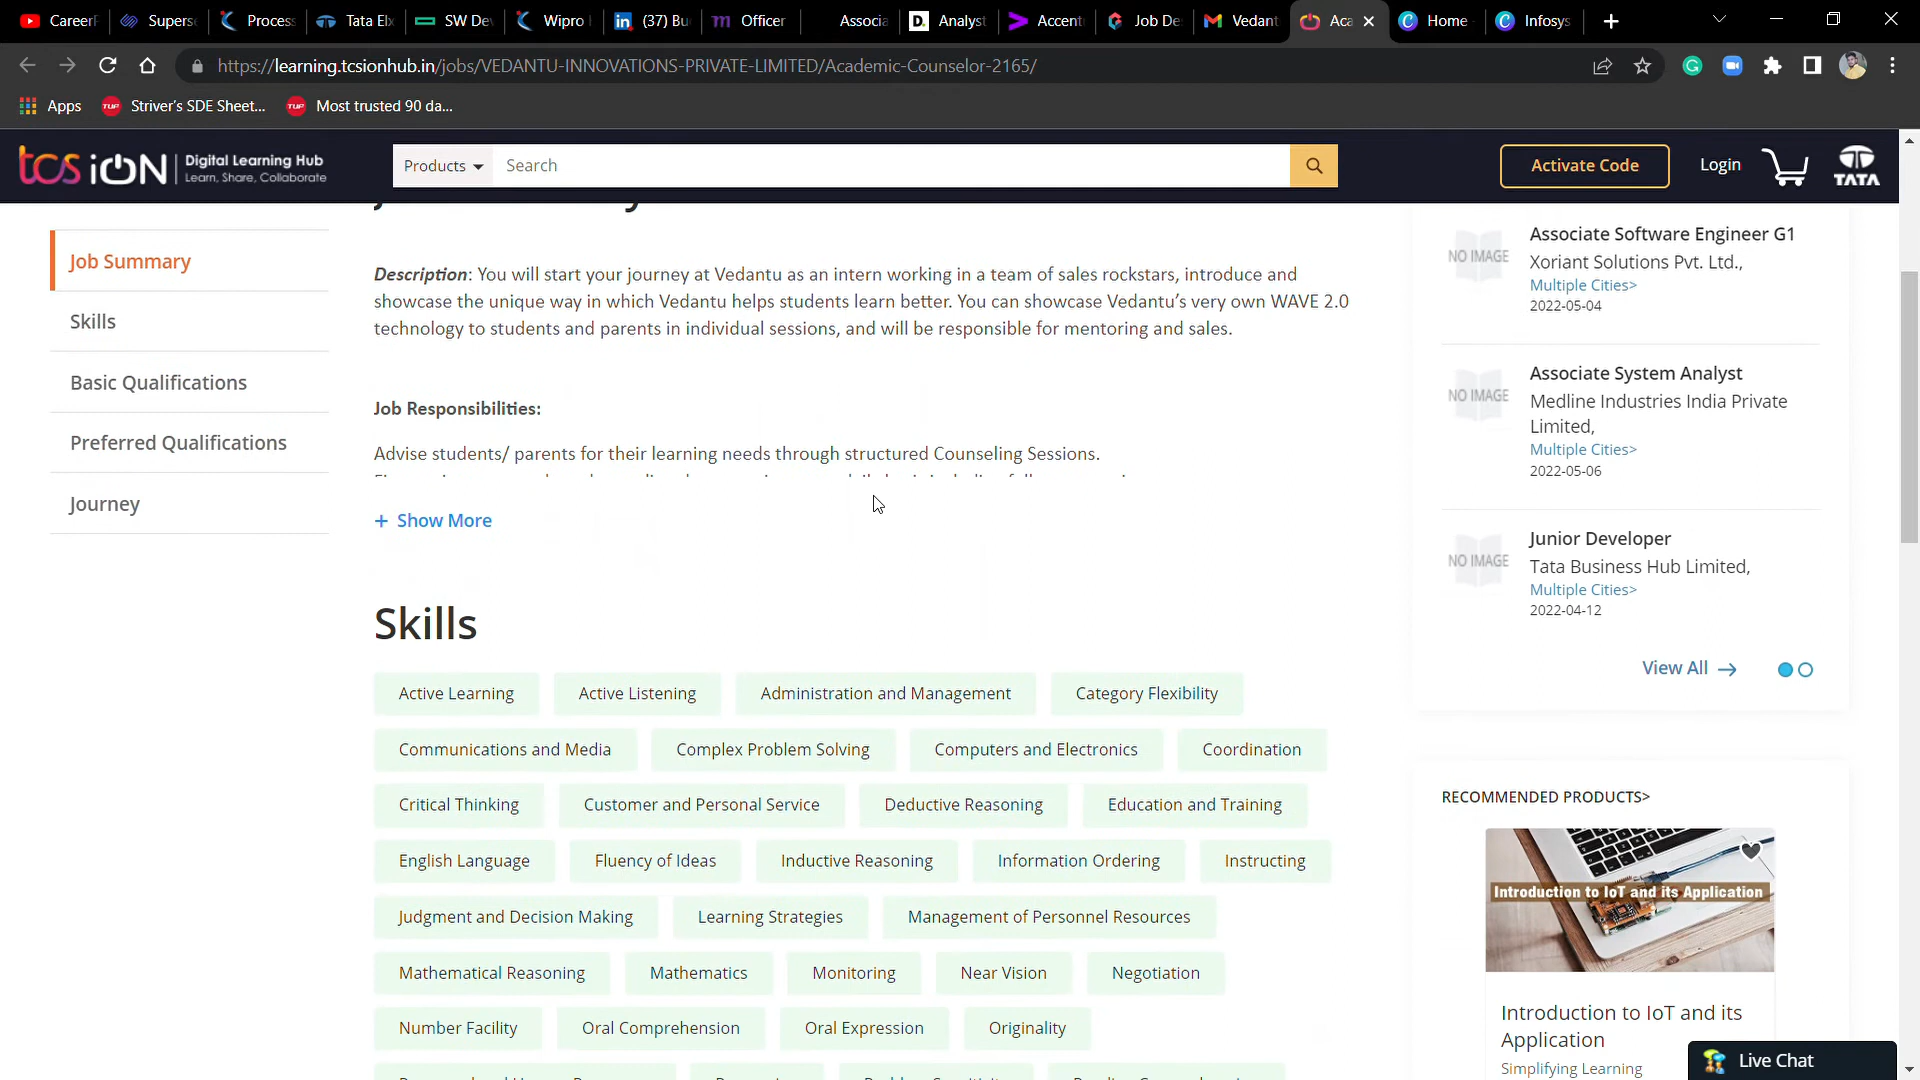 CareerF
Superse
Process
Tata Elx
SW Dev
Wipro
(37) Bu
Officer
Associa
Analyst
Accent
Job De
Vedant
Aca
Home
Infosys
https://learning.tcsionhub.in/jobs/VEDANTU-INNOVATIONS-PRIVATE-LIMITED/Academic-Counselor-2165/
Apps
Striver's SDE Sheet...
Most trusted 90 da...
tcs iON
Digital Learning Hub
Learn, Share, Collaborate
Products
Search
Activate Code
Login
TATA
Job Summary
Skills
Basic Qualifications
Preferred Qualifications
Journey
Description: You will start your journey at Vedantu as an intern working in a team of sales rockstars, introduce and
showcase the unique way in which Vedantu helps students learn better. You can showcase Vedantu's very own WAVE 2.0
technology to students and parents in individual sessions, and will be responsible for mentoring and sales.
Job Responsibilities:
Advise students/ parents for their learning needs through structured Counseling Sessions.
+ Show More
Skills
Active Learning
Active Listening
Administration and Management
Category Flexibility
Communications and Media
Complex Problem Solving
Computers and Electronics
Coordination
Critical Thinking
Customer and Personal Service
Deductive Reasoning
Education and Training
English Language
Fluency of Ideas
Inductive Reasoning
Information Ordering
Instructing
Judgment and Decision Making
Learning Strategies
Management of Personnel Resources
Mathematical Reasoning
Mathematics
Monitoring
Near Vision
Negotiation
Number Facility
Oral Comprehension
Oral Expression
Originality
NO IMAGE
Associate Software Engineer G1
Xoriant Solutions Pvt. Ltd.,
Multiple Cities>
2022-05-04
NO IMAGE
Associate System Analyst
Medline Industries India Private
Limited,
Multiple Cities>
2022-05-06
NO IMAGE
Junior Developer
Tata Business Hub Limited,
Multiple Cities>
2022-04-12
View All
RECOMMENDED PRODUCTS>
Introduction to IoT and its Application
Introduction to IoT and its
Application
Simplifying Learning
Live Chat